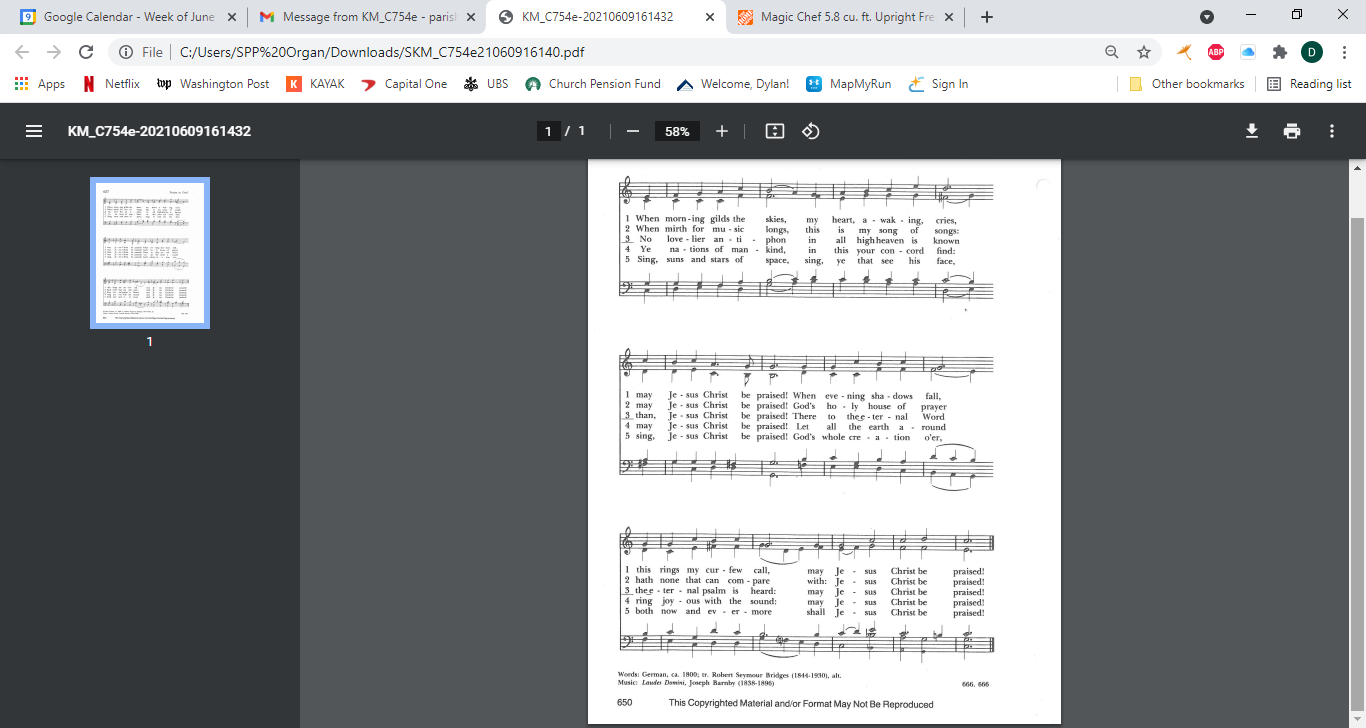 Google Calendar - Week of June
Message from KM_C754e - paris
KM_C754e-20210609161432
Magic Chef 5.8 cu. ft. Upright Fre
File C:/Users/SPP%20Organ/Downloads/SKM_C754e21060916140.pdf
ABP
D
Apps Netflix wp Washington Post K KAYAK Capital One UBS Church Pension Fund Welcome, Dylan! MapMyRun Sign In Other bookmarks Reading list
KM_C754e-20210609161432
1 / 1
58%
1
1 When morn - ing gilds the skies, my heart, a - wak - ing, cries,
2 When mirth for mu - sic longs, this is my song of songs:
3 No love - lier an - ti - phon in all high heaven is known
4 Ye na - tions of man - kind, in this your con - cord find:
5 Sing, suns and stars of space, sing, ye that see his face,
1 may Je - sus Christ be praised! When eve - ning sha - dows fall,
2 may Je - sus Christ be praised! God's ho - ly house of prayer
3 than, Je - sus Christ be praised! There to the e - ter - nal Word
4 may Je - sus Christ be praised! Let all the earth a - round
5 sing, Je - sus Christ be praised! God's whole cre - a - tion o'er,
1 this rings my cur - few call, may Je - sus Christ be praised!
2 hath none that can com - pare with: Je - sus Christ be praised!
3 the e - ter - nal psalm is heard: may Je - sus Christ be praised!
4 ring joy - ous with the sound: may Je - sus Christ be praised!
5 both now and ev - er - more shall Je - sus Christ be praised!
Words: German, ca. 1800; tr. Robert Seymour Bridges (1844-1930), alt.
Music: Laudes Domini, Joseph Barnby (1838-1896)
666. 666
650 This Copyrighted Material and/or Format May Not Be Reproduced